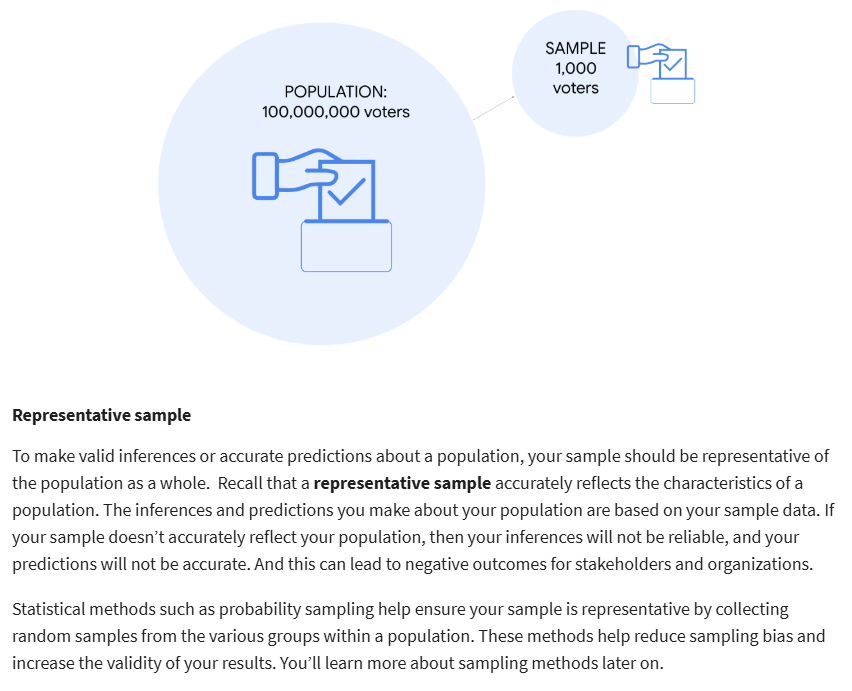 POPULATION:
100,000,000 voters
SAMPLE
1,000
voters
Representative sample
To make valid inferences or accurate predictions about a population, your sample should be representative of
the population as a whole.  Recall that a representative sample accurately reflects the characteristics of a
population. The inferences and predictions you make about your population are based on your sample data. If
your sample doesn’t accurately reflect your population, then your inferences will not be reliable, and your
predictions will not be accurate. And this can lead to negative outcomes for stakeholders and organizations.
Statistical methods such as probability sampling help ensure your sample is representative by collecting
random samples from the various groups within a population. These methods help reduce sampling bias and
increase the validity of your results. You’ll learn more about sampling methods later on.